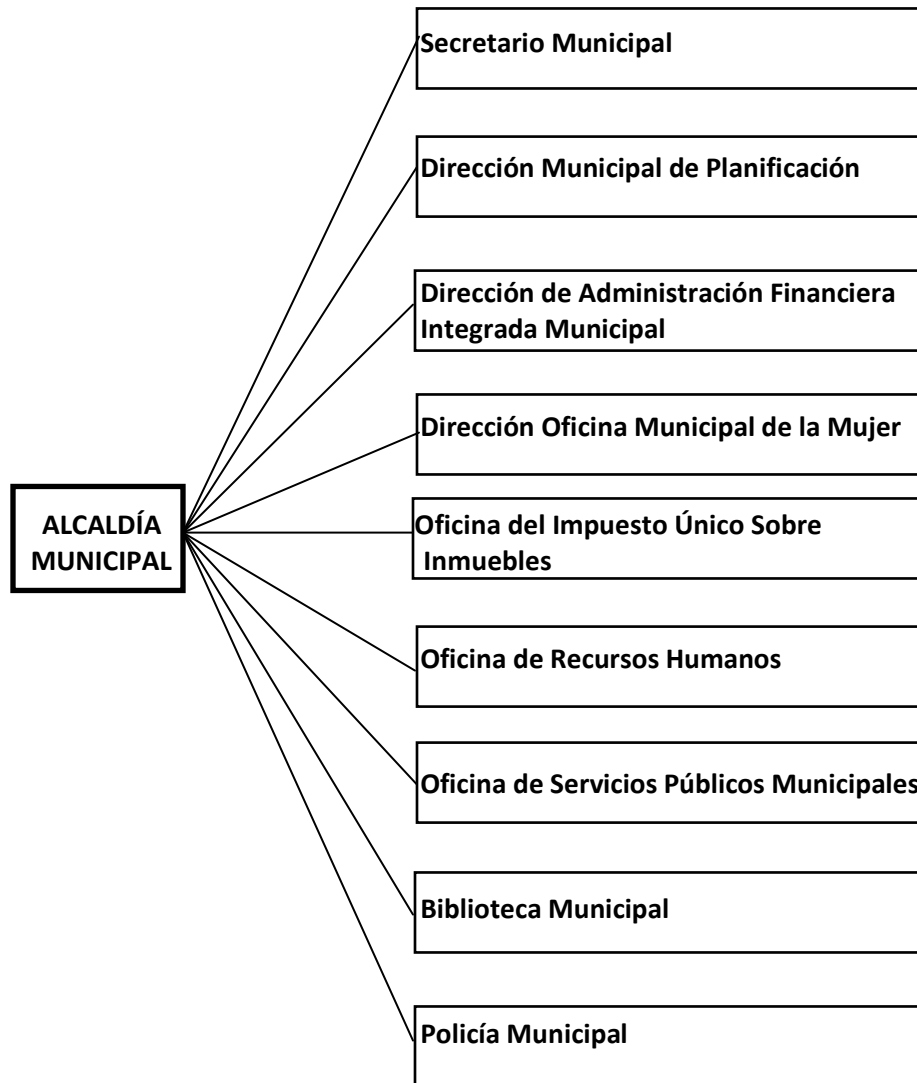 Secretario Municipal
Dirección Municipal de Planificación
Dirección de Administración Financiera
Integrada Municipal
Dirección Oficina Municipal de la Mujer
ALCALDÍA
MUNICIPAL
Oficina del Impuesto Único Sobre
Inmuebles
Oficina de Recursos Humanos
Oficina de Servicios Públicos Municipales
Biblioteca Municipal
Policía Municipal